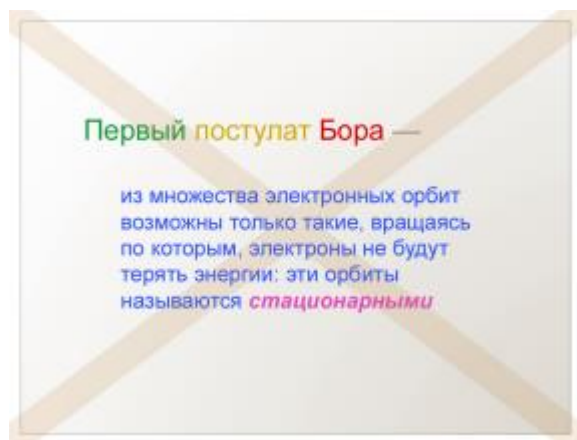 Первый постулат Бора —
из множества электронных орбит
возможны только такие, вращаясь
по которым, электроны не будут
терять энергии: эти орбиты
называются стационарными